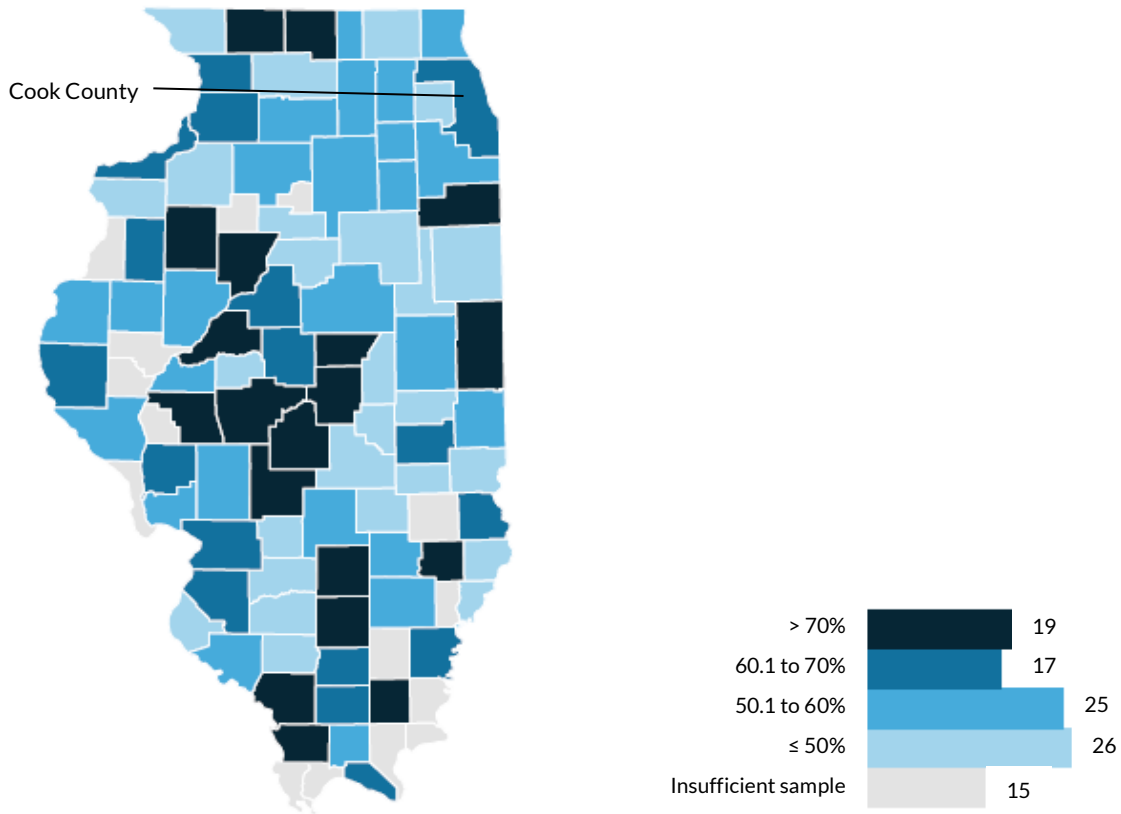 Cook County
> 70% 19
60.1 to 70% 17
50.1 to 60% 25
≤ 50% 26
Insufficient sample 15